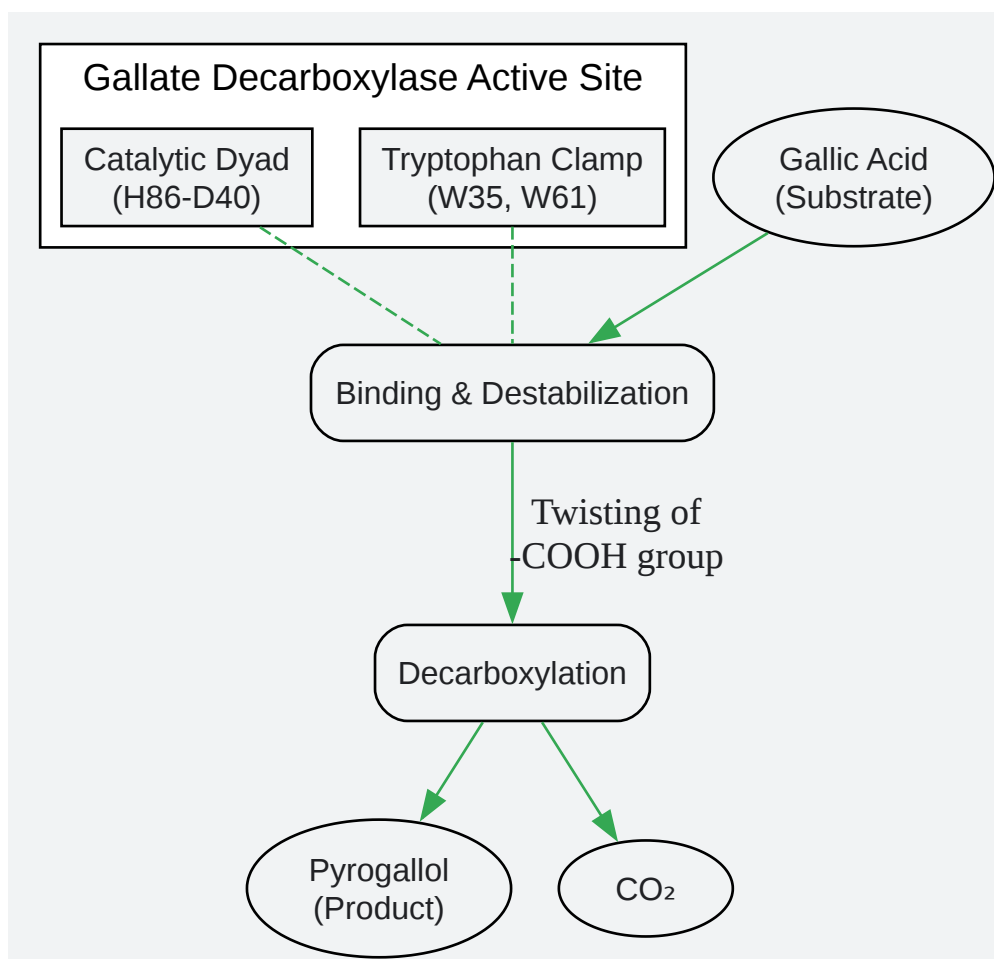 Gallate Decarboxylase Active Site
Catalytic Dyad
(H86-D40)
Tryptophan Clamp
(W35, W61)
Gallic Acid
(Substrate)
Binding & Destabilization
Twisting of
-COOH group
Decarboxylation
Pyrogallol
(Product)
CO₂